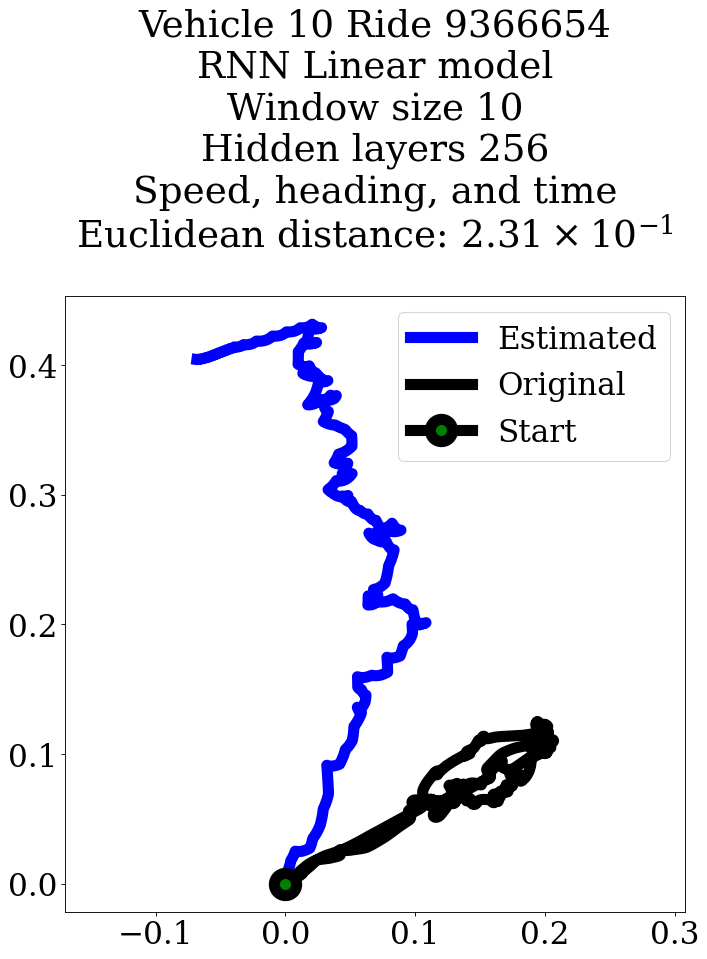 Vehicle 10 Ride 9366654
RNN Linear model
Window size 10
Hidden layers 256
Speed, heading, and time
Euclidean distance: 2.31 × 10⁻¹
Estimated
Original
Start
0.4
0.3
0.2
0.1
0.0
−0.1 0.0 0.1 0.2 0.3